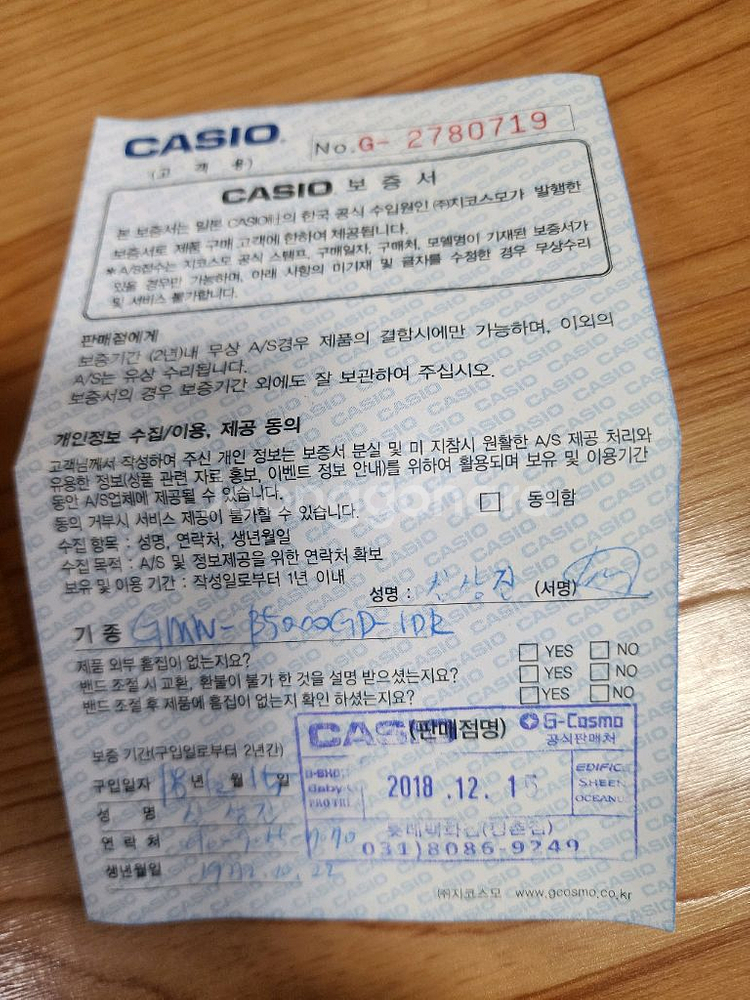 CASIO
(고 객 용)
No.G- 2780719
CASIO 보 증 서
본 보증서는 일본 CASIO社의 한국 공식 수입원인 ㈜지코스모가 발행한
보증서로 제품 구매 고객에 한하여 제공됩니다.
* A/S접수는 지코스모 공식 스탬프, 구매일자, 구매처, 모델명이 기재된 보증서가
있을 경우만 가능하며, 아래 사항의 미기재 및 글자를 수정한 경우 무상수리
및 서비스 불가합니다.
판매점에게
보증기간 (2년)내 무상 A/S경우 제품의 결함시에만 가능하며, 이외의
A/S는 유상 수리됩니다.
보증서의 경우 보증기간 외에도 잘 보관하여 주십시오.
개인정보 수집/이용, 제공 동의
고객님께서 작성하여 주신 개인 정보는 보증서 분실 및 미 지참시 원활한 A/S 제공 처리와
유용한 정보(상품 관련 자료 홍보, 이벤트 정보 안내)를 위하여 활용되며 보유 및 이용기간
동안 A/S업체에 제공될 수 있습니다.
동의 거부시 서비스 제공이 불가할 수 있습니다.
동의함
수집 항목 : 성명, 연락처, 생년월일
수집 목적 : A/S 및 정보제공을 위한 연락처 확보
보유 및 이용 기간 : 작성일로부터 1년 이내
성명 : (서명)
기 종 GMW-B5000GD-1DR
제품 외부 흠집이 없는지요? YES NO
밴드 조절 시 교환, 환불이 불가 한 것을 설명 받으셨는지요? YES NO
밴드 조절 후 제품에 흠집이 없는지 확인 하셨는지요? YES NO
CASIO (판매점명) G-Cosmo
공식판매처
보증 기간(구입일로부터 2년간)
구입일자 18년 12월 15일
2018 .12. 15
EDIFIC
SHEEN
OCEAN
성 명
연 락 처
031)8086-9249
생년월일
㈜지코스모 www.gcosmo.co.kr